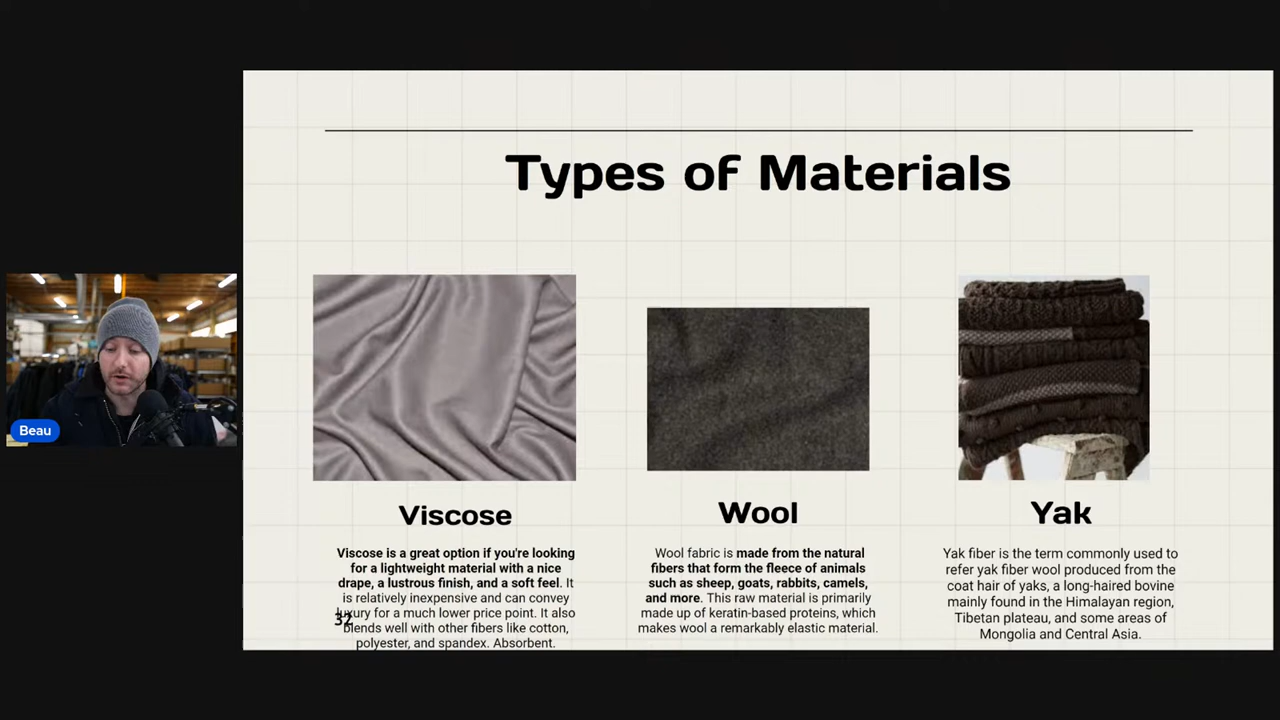 Types of Materials
Beau
Viscose
Viscose is a great option if you're looking
for a lightweight material with a nice
drape, a lustrous finish, and a soft feel. It
is relatively inexpensive and can convey
luxury for a much lower price point. It also
blends well with other fibers like cotton,
polyester, and spandex. Absorbent.
32
Wool
Wool fabric is made from the natural
fibers that form the fleece of animals
such as sheep, goats, rabbits, camels,
and more. This raw material is primarily
made up of keratin-based proteins, which
makes wool a remarkably elastic material.
Yak
Yak fiber is the term commonly used to
refer yak fiber wool produced from the
coat hair of yaks, a long-haired bovine
mainly found in the Himalayan region,
Tibetan plateau, and some areas of
Mongolia and Central Asia.